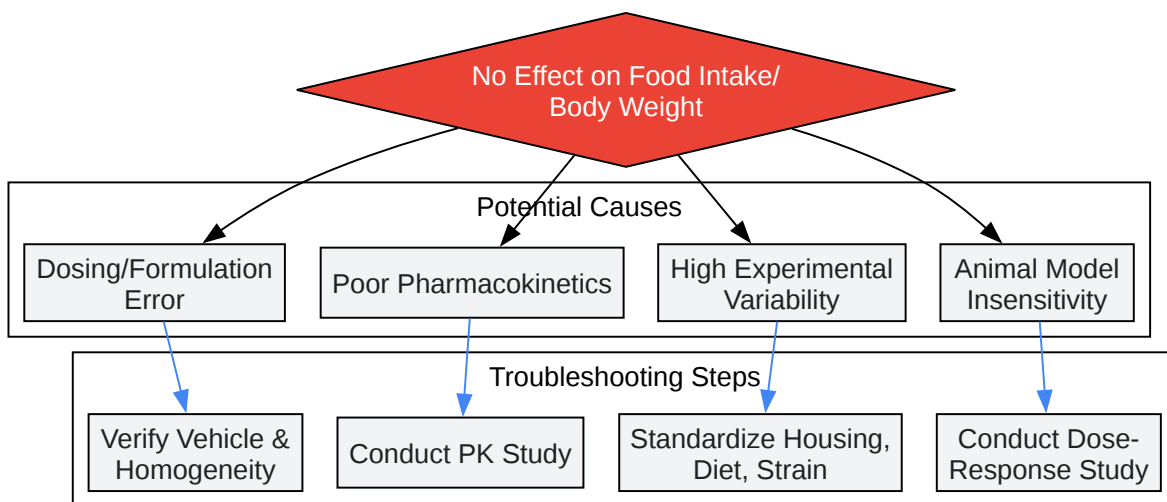 No Effect on Food Intake/
Body Weight
Potential Causes
Dosing/Formulation
Error
Poor Pharmacokinetics
High Experimental
Variability
Animal Model
Insensitivity
Troubleshooting Steps
Verify Vehicle &
Homogeneity
Conduct PK Study
Standardize Housing,
Diet, Strain
Conduct Dose-
Response Study